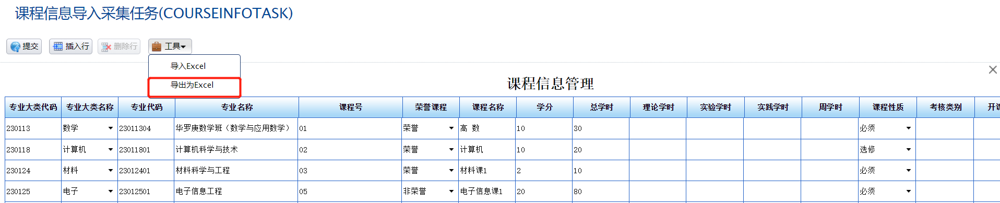 课程信息导入采集任务(COURSEINFOTASK)
提交 插入行 删除行 工具
导入Excel
导出为Excel
课程信息管理
专业大类代码 专业大类名称 专业代码 专业名称 课程号 荣誉课程 课程名称 学分 总学时 理论学时 实验学时 实践学时 周学时 课程性质 考核类别 开课
230113 数学 23011304 华罗庚数学班（数学与应用数学） 01 荣誉 高 数 10 30 必须
230118 计算机 23011801 计算机科学与技术 02 荣誉 计算机 10 20 选修
230124 材料 23012401 材料科学与工程 03 荣誉 材料课1 2 10 必须
230125 电子 23012501 电子信息工程 05 非荣誉 电子信息课1 20 80 必须